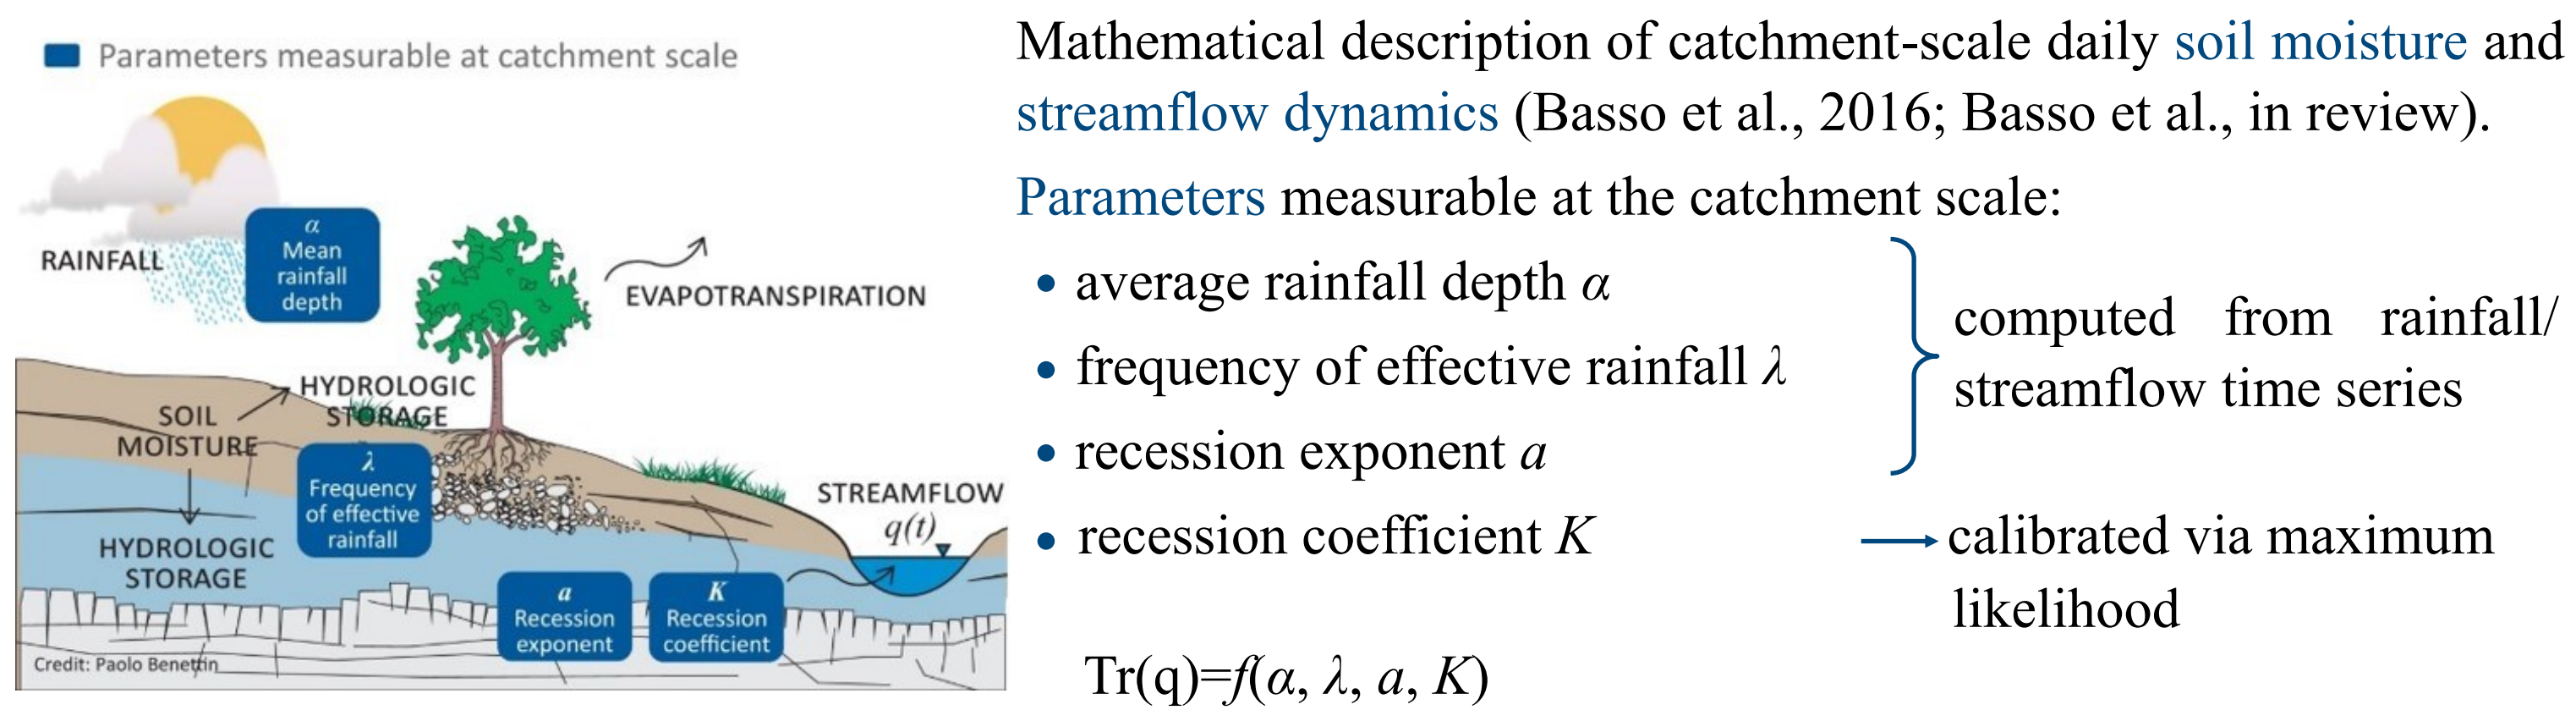 Parameters measurable at catchment scale
RAINFALL
α
Mean
rainfall
depth
EVAPOTRANSPIRATION
HYDROLOGIC
STORAGE
SOIL
MOISTURE
λ
Frequency
of effective
rainfall
HYDROLOGIC
STORAGE
STREAMFLOW
q(t)
a
Recession
exponent
K
Recession
coefficient
Credit: Paolo Benettin
Mathematical description of catchment-scale daily soil moisture and
streamflow dynamics (Basso et al., 2016; Basso et al., in review).
Parameters measurable at the catchment scale:
• average rainfall depth α
• frequency of effective rainfall λ
• recession exponent a
computed from rainfall/
streamflow time series
• recession coefficient K
calibrated via maximum
likelihood
Tr(q)=f(α, λ, a, K)